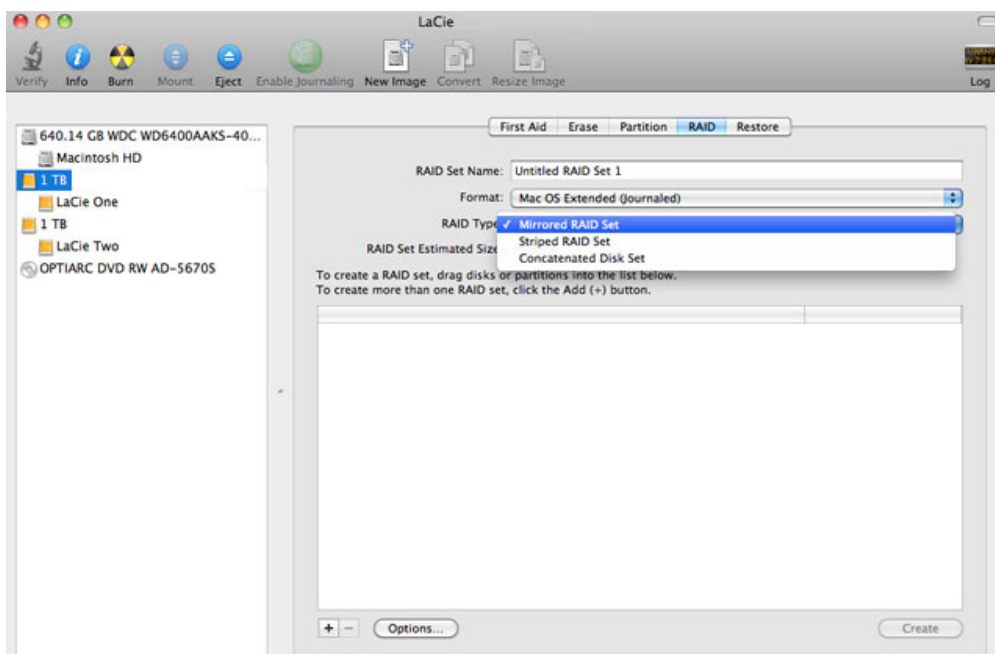 LaCie
Verify Info Burn Mount Eject Enable Journaling New Image Convert Resize Image Log
640.14 GB WDC WD6400AAKS-40...
Macintosh HD
1 TB
LaCie One
1 TB
LaCie Two
OPTIARC DVD RW AD-5670S
First Aid Erase Partition RAID Restore
RAID Set Name: Untitled RAID Set 1
Format: Mac OS Extended (Journaled)
RAID Type ✓ Mirrored RAID Set
Striped RAID Set
Concatenated Disk Set
RAID Set Estimated Size
To create a RAID set, drag disks or partitions into the list below.
To create more than one RAID set, click the Add (+) button.
+ − Options... Create